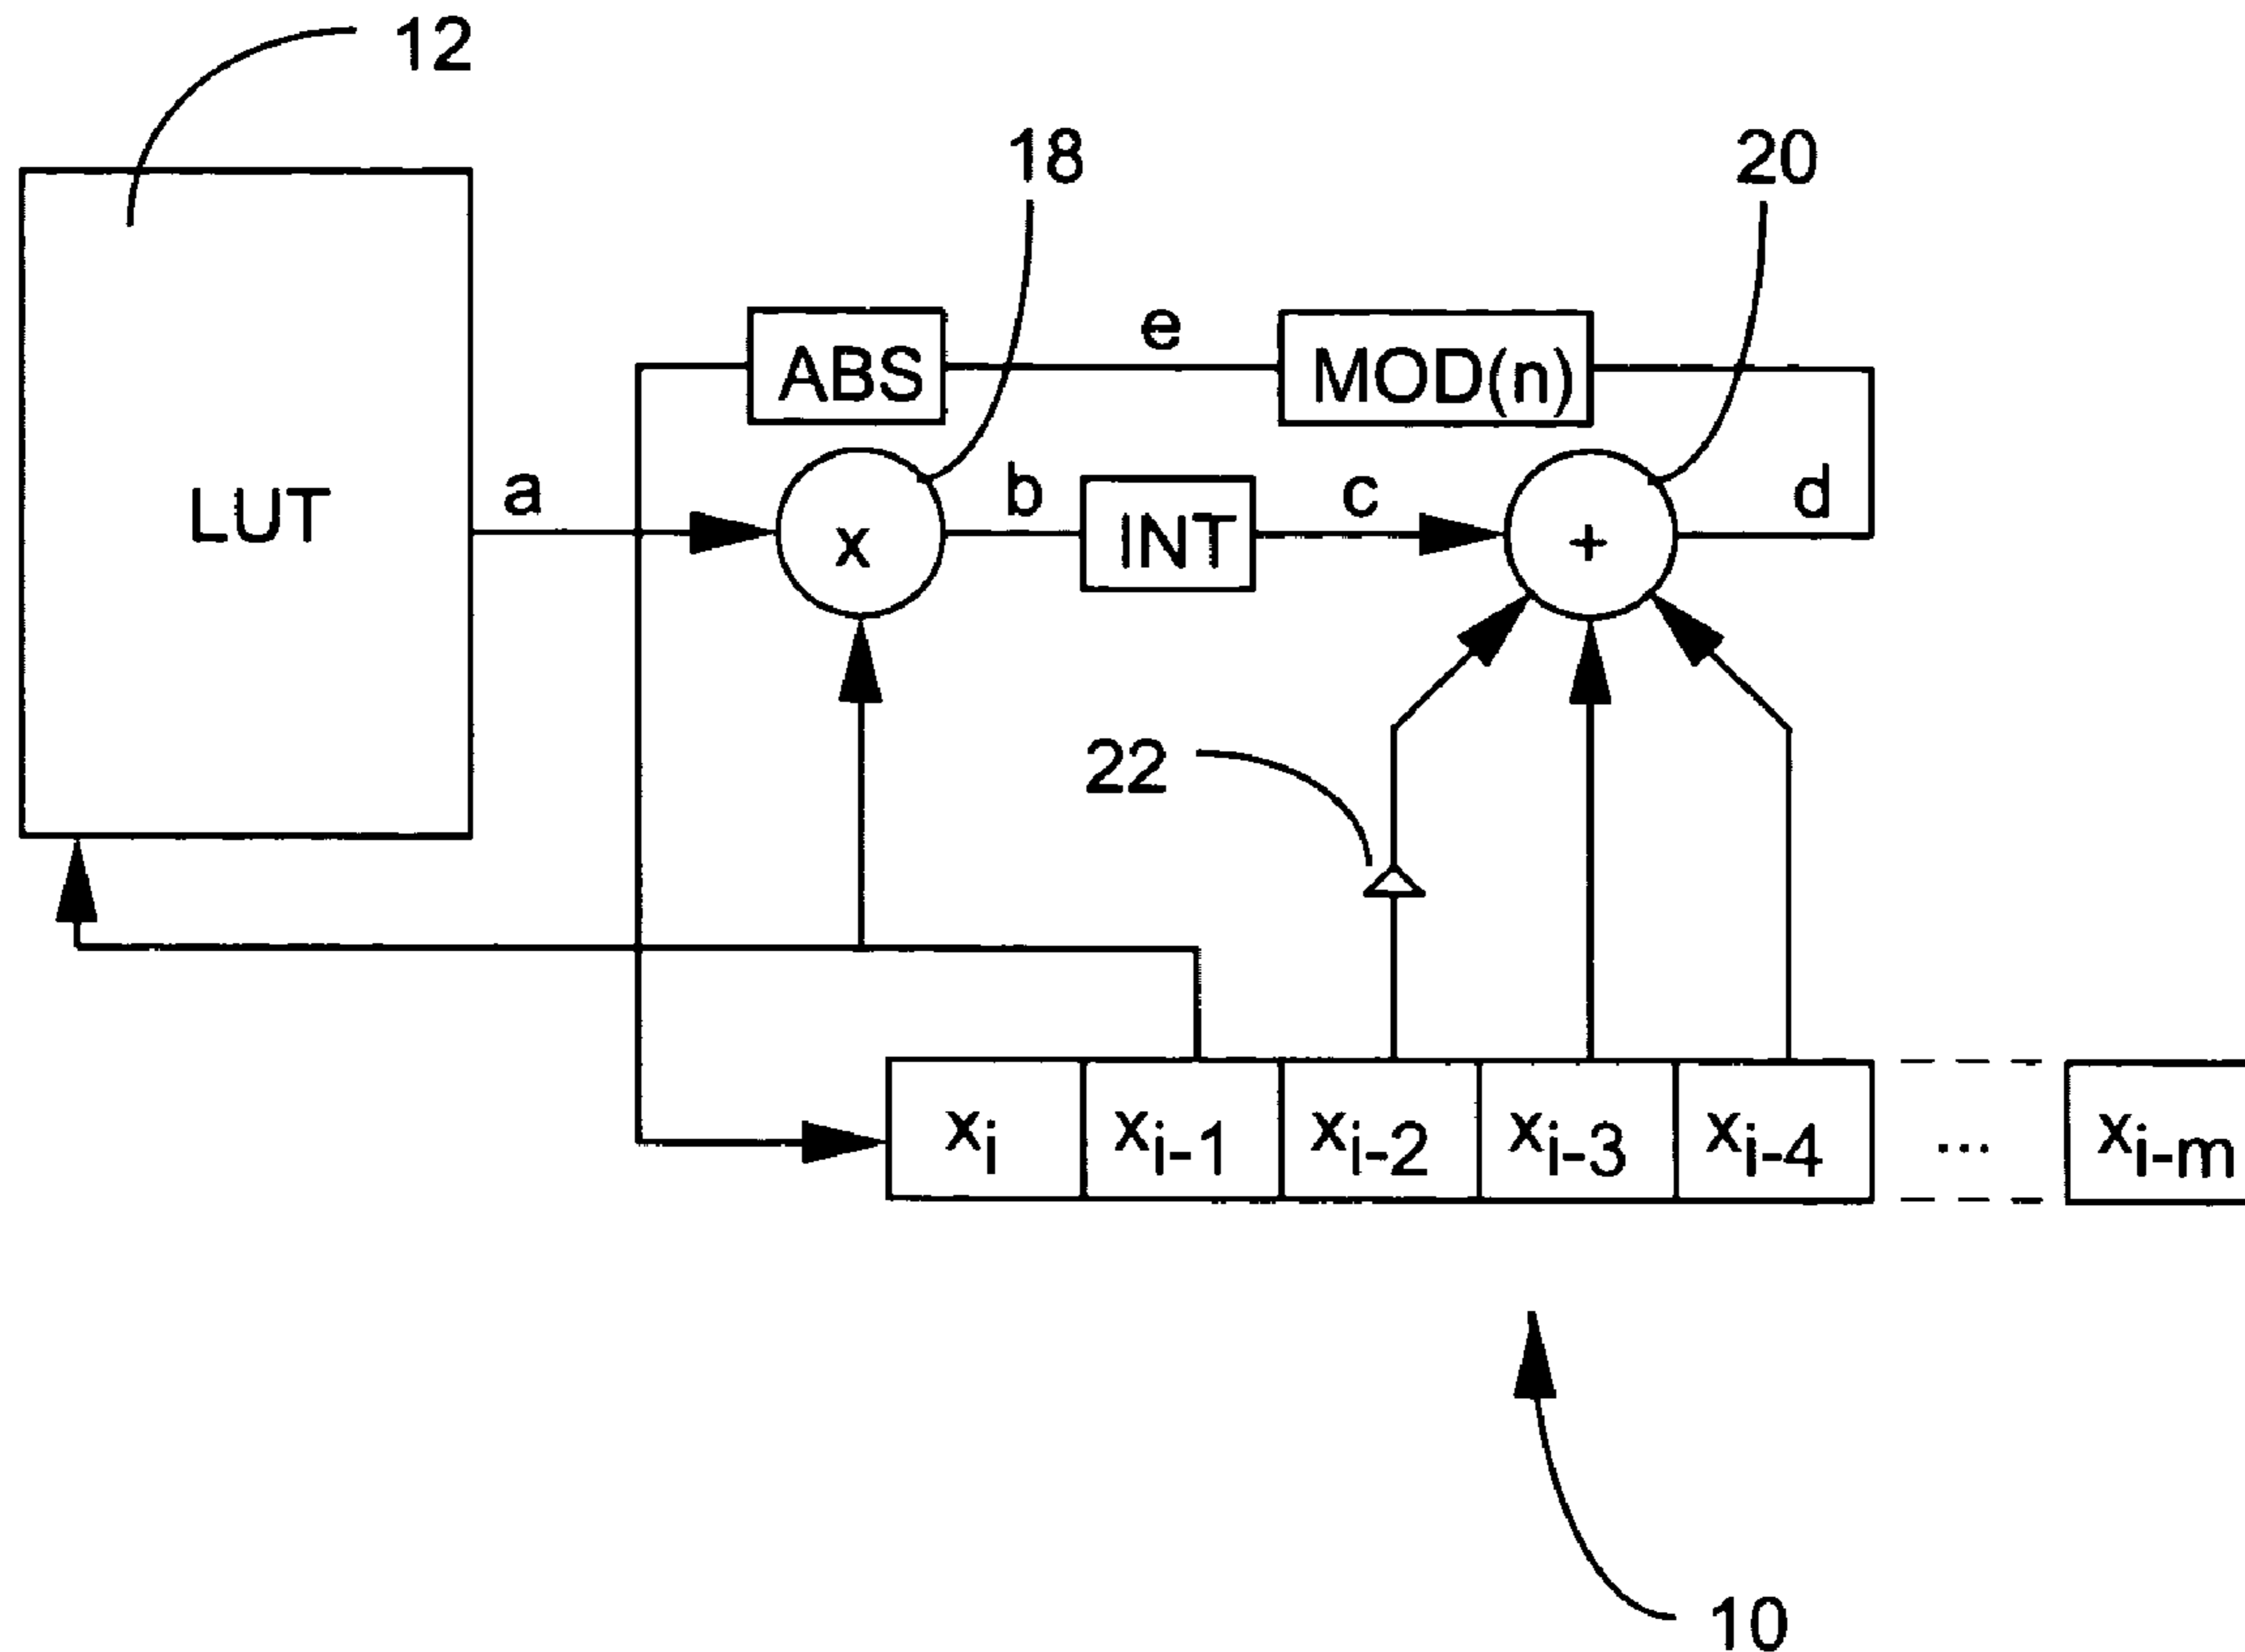 12
18
20
ABS
e
MOD(n)
LUT
a
x
b
INT
c
+
d
22
xi
xi-1
xi-2
xi-3
xi-4
...
xi-m
10